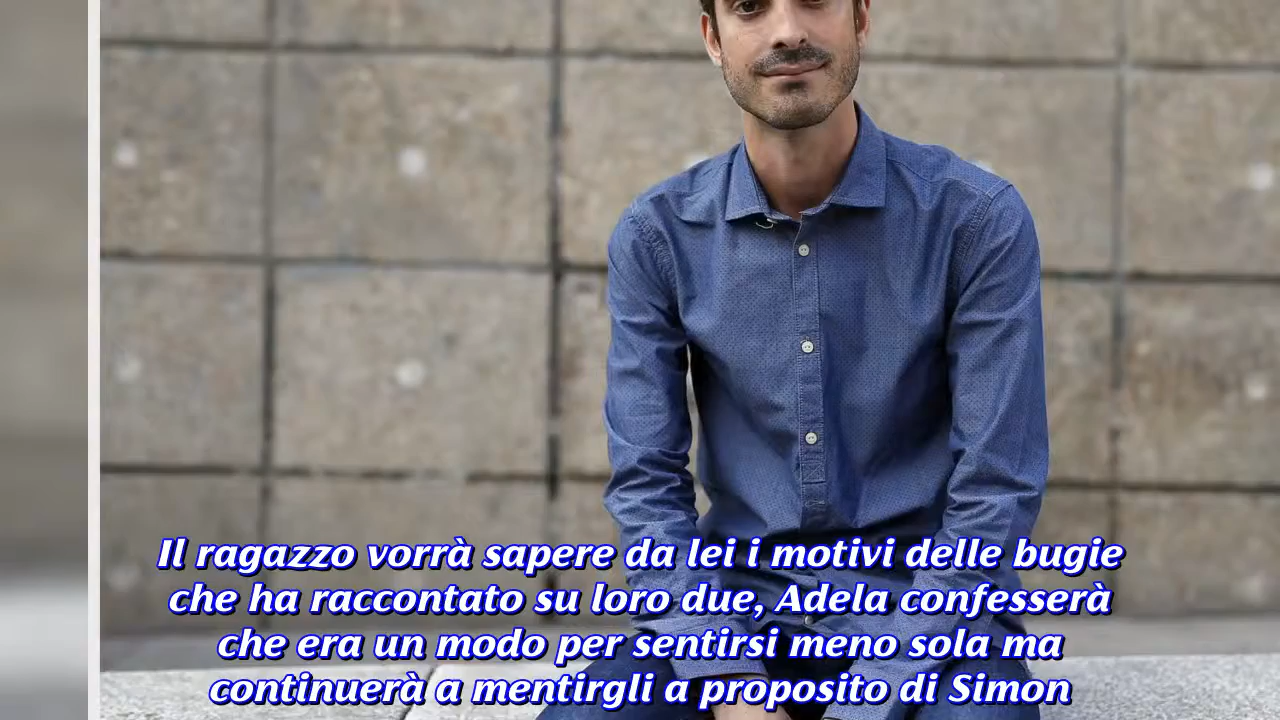 Il ragazzo vorrà sapere da lei i motivi delle bugie
che ha raccontato su loro due, Adela confesserà
che era un modo per sentirsi meno sola ma
continuerà a mentirgli a proposito di Simon